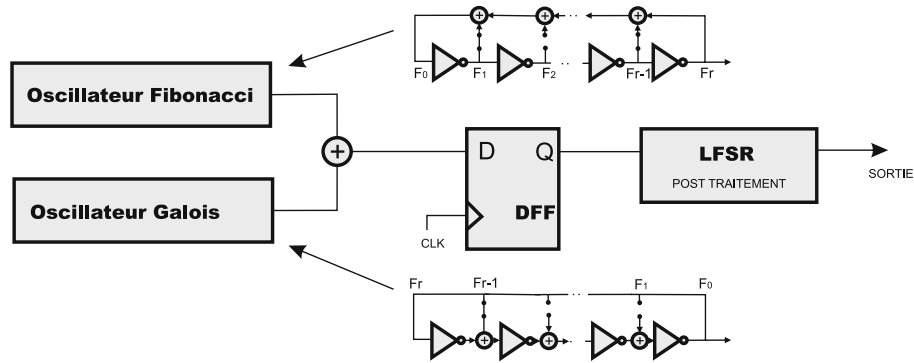 F0 F1 F2 Fr-1 Fr
Oscillateur Fibonacci
D Q
LFSR
POST TRAITEMENT
SORTIE
Oscillateur Galois
DFF
CLK
Fr Fr-1 F1 F0